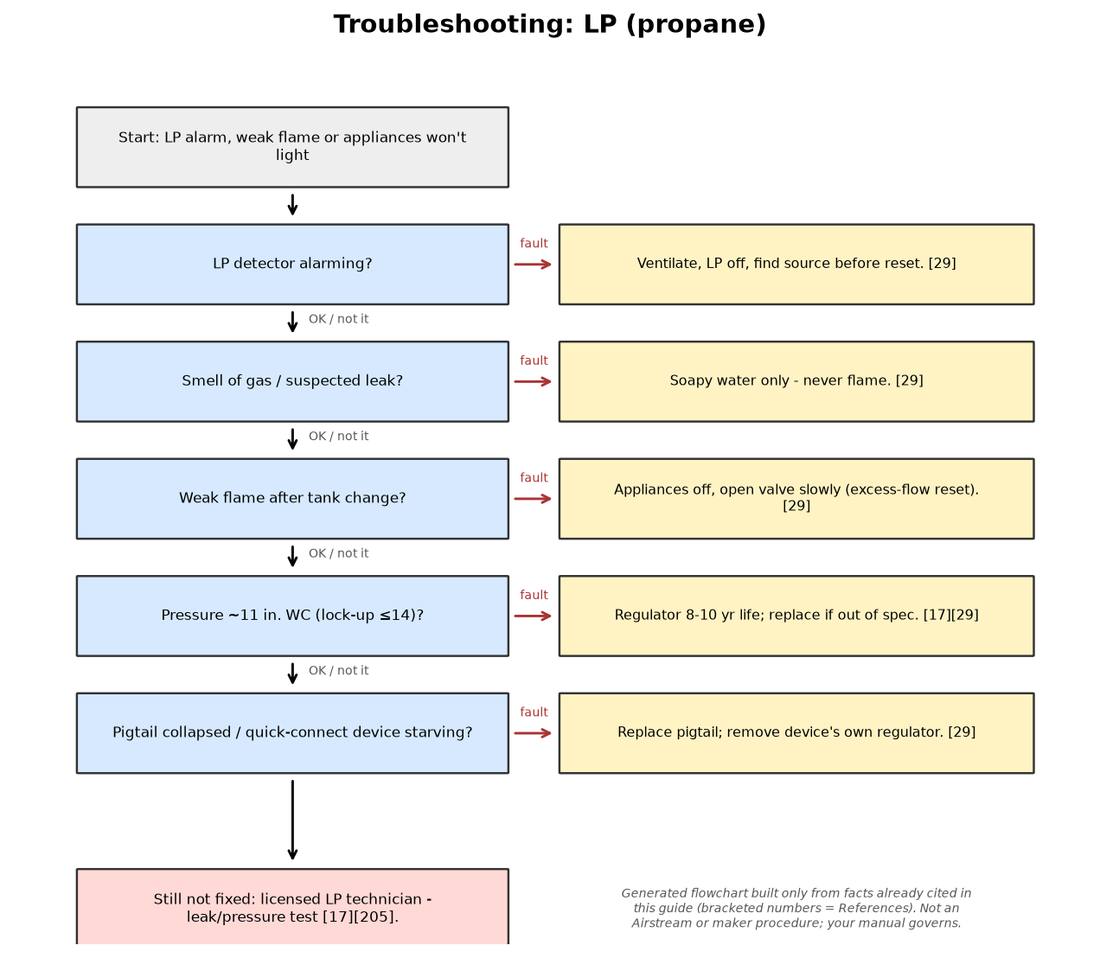 Troubleshooting: LP (propane)
Start: LP alarm, weak flame or appliances won't
light
LP detector alarming?
fault
Ventilate, LP off, find source before reset. [29]
OK / not it
Smell of gas / suspected leak?
fault
Soapy water only - never flame. [29]
OK / not it
Weak flame after tank change?
fault
Appliances off, open valve slowly (excess-flow reset).
[29]
OK / not it
Pressure ~11 in. WC (lock-up ≤14)?
fault
Regulator 8-10 yr life; replace if out of spec. [17][29]
OK / not it
Pigtail collapsed / quick-connect device starving?
fault
Replace pigtail; remove device's own regulator. [29]
Still not fixed: licensed LP technician -
leak/pressure test [17][205].
Generated flowchart built only from facts already cited in
this guide (bracketed numbers = References). Not an
Airstream or maker procedure; your manual governs.